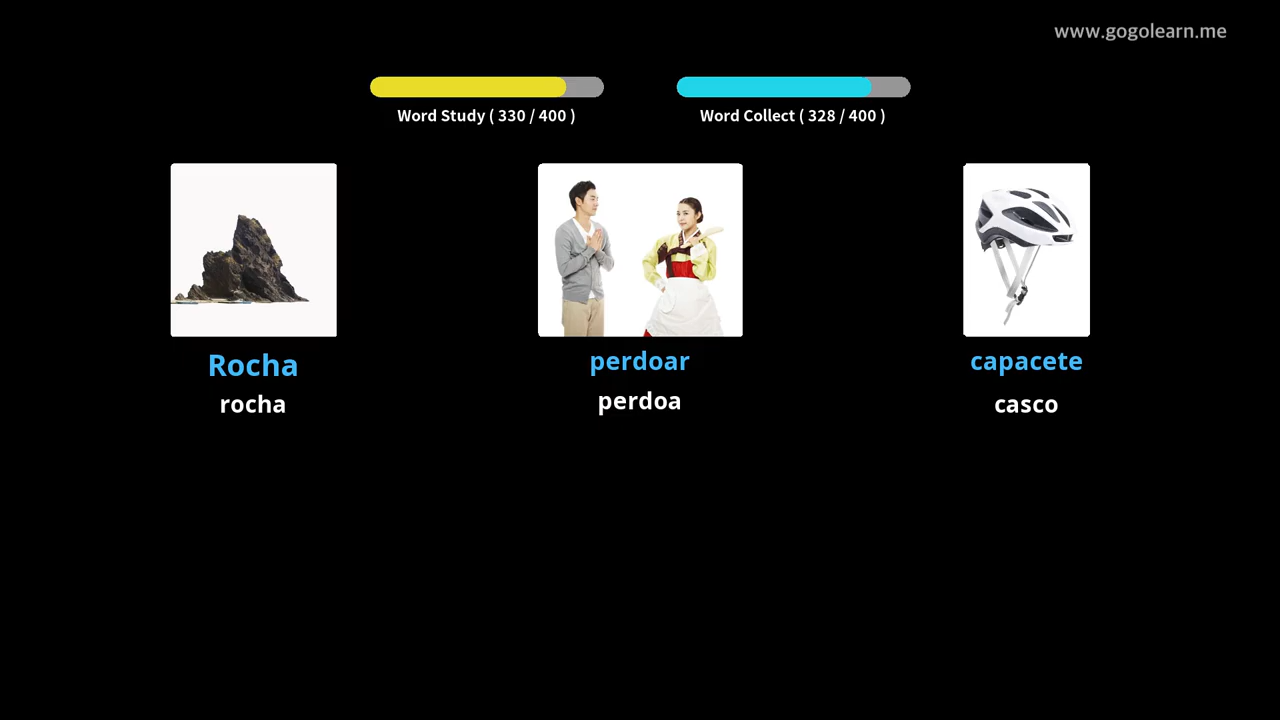 www.gogolearn.me
Word Study ( 330 / 400 )
Word Collect ( 328 / 400 )
Rocha
rocha
perdoar
perdoa
capacete
casco